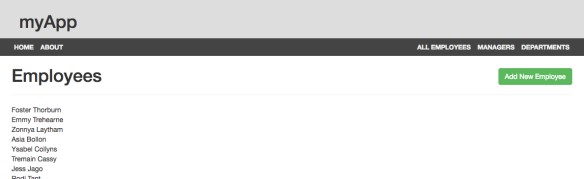 myApp
HOME ABOUT ALL EMPLOYEES MANAGERS DEPARTMENTS
Employees Add New Employee
Foster Thorburn
Emmy Trehearne
Zonnya Laytham
Asia Bollon
Ysabel Collyns
Tremain Cassy
Jess Jago